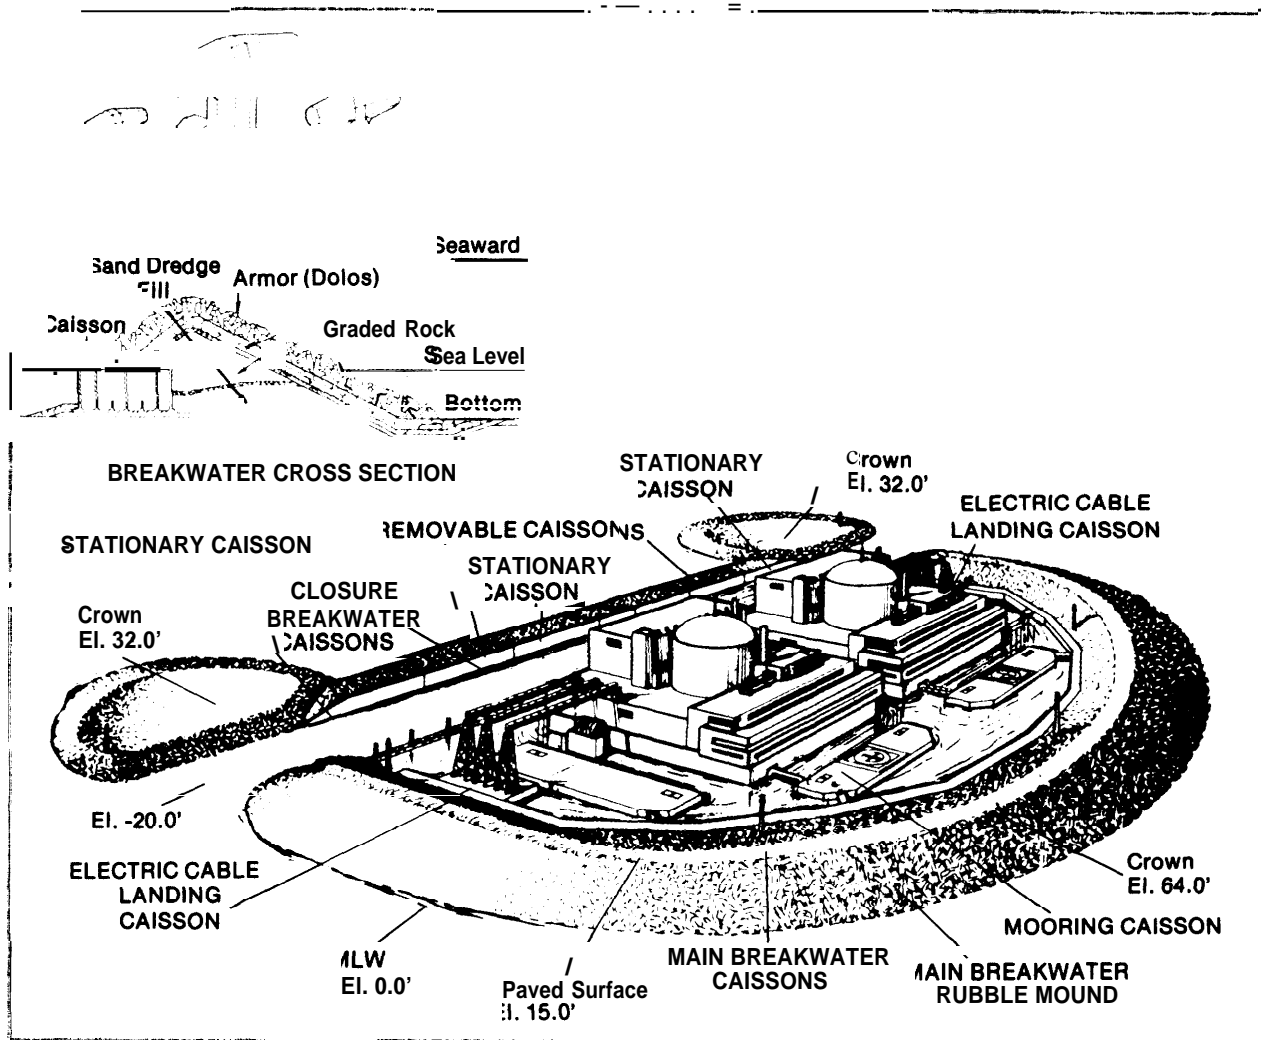 Seaward
Sand Dredge
Fill
Armor (Dolos)
Caisson
Graded Rock
Sea Level
Bottom
BREAKWATER CROSS SECTION
STATIONARY
CAISSON
Crown
El. 32.0'
ELECTRIC CABLE
LANDING CAISSON
REMOVABLE CAISSONS
STATIONARY CAISSON
STATIONARY
CAISSON
CLOSURE
BREAKWATER
CAISSONS
Crown
El. 32.0'
El. -20.0'
ELECTRIC CABLE
LANDING
CAISSON
Crown
El. 64.0'
MOORING CAISSON
MLW
El. 0.0'
Paved Surface
El. 15.0'
MAIN BREAKWATER
CAISSONS
MAIN BREAKWATER
RUBBLE MOUND